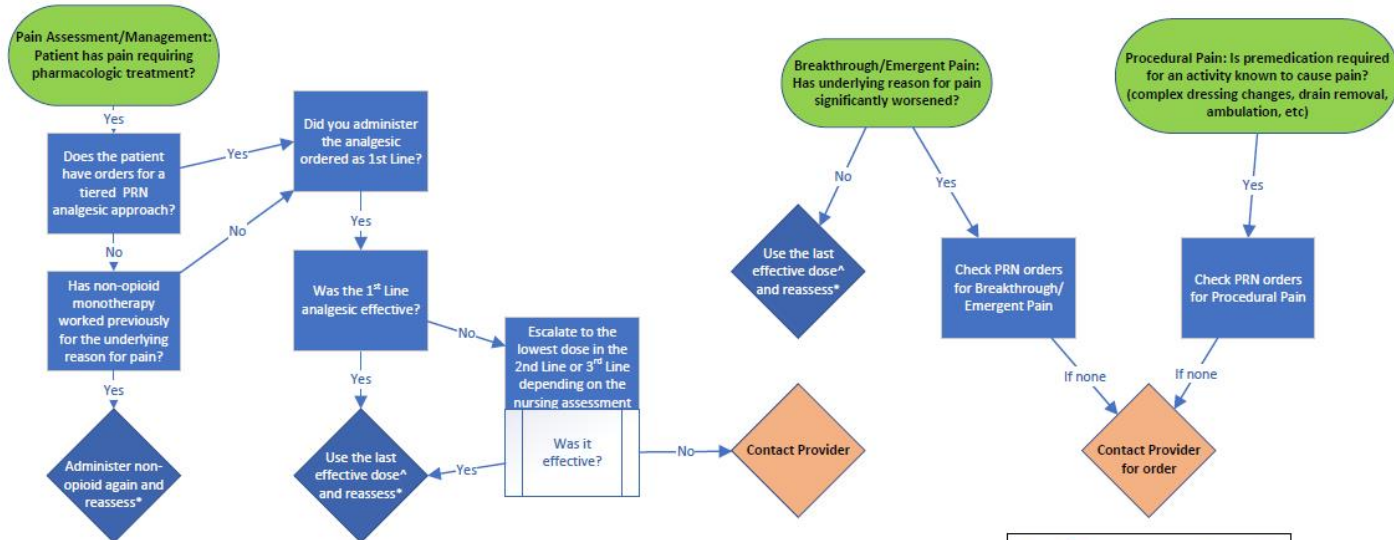 Pain Assessment/Management:
Patient has pain requiring
pharmacologic treatment?
Yes
Does the patient
have orders for a
tiered PRN
analgesic approach?
Yes
No
Has non-opioid
monotherapy
worked previously
for the underlying
reason for pain?
No
Yes
Administer non-
opioid again and
reassess*
Did you administer
the analgesic
ordered as 1st Line?
Yes
Was the 1st Line
analgesic effective?
No
Yes
Use the last
effective dose^
and reassess*
Escalate to the
lowest dose in the
2nd Line or 3rd Line
depending on the
nursing assessment
Was it
effective?
Yes
No
Contact Provider
Breakthrough/Emergent Pain:
Has underlying reason for pain
significantly worsened?
No
Yes
Use the last
effective dose^
and reassess*
Check PRN orders
for Breakthrough/
Emergent Pain
If none
Procedural Pain: Is premedication required
for an activity known to cause pain?
(complex dressing changes, drain removal,
ambulation, etc)
Yes
Check PRN orders
for Procedural Pain
If none
Contact Provider
for order